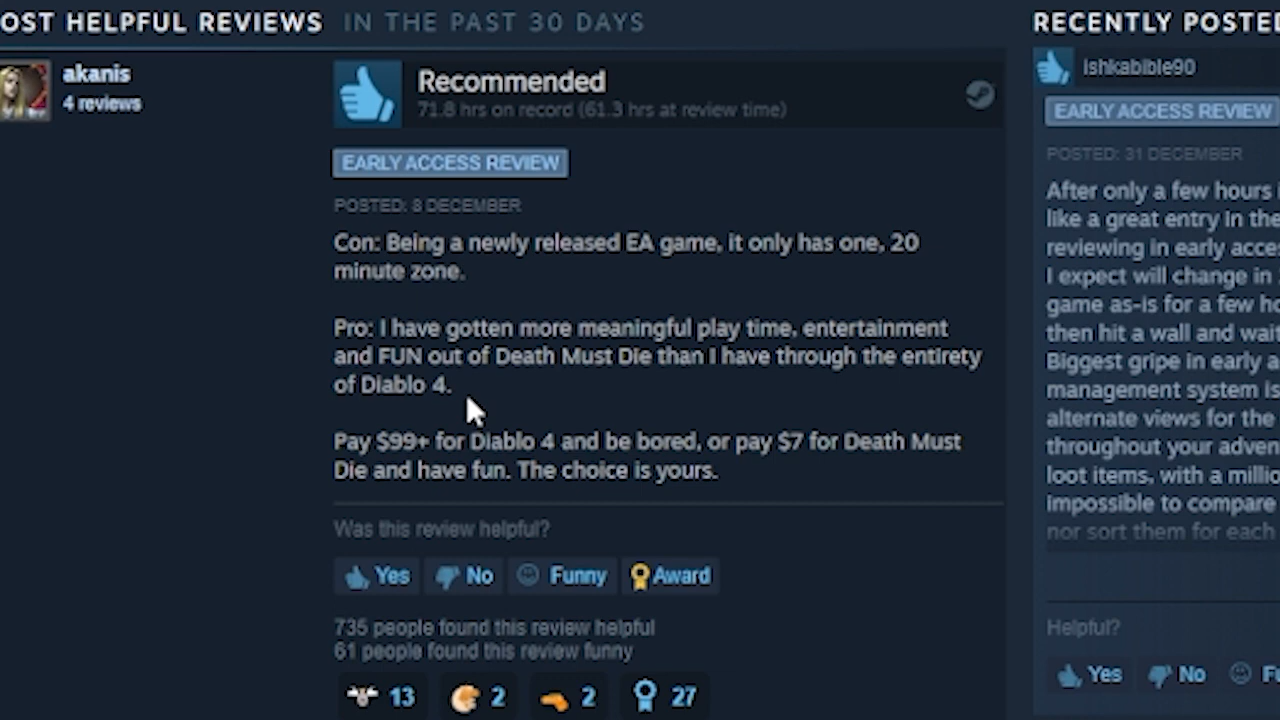 OST HELPFUL REVIEWS IN THE PAST 30 DAYS
akanis
4 reviews
Recommended
71.8 hrs on record (61.3 hrs at review time)
EARLY ACCESS REVIEW
POSTED: 8 DECEMBER
Con: Being a newly released EA game, it only has one, 20
minute zone.
Pro: I have gotten more meaningful play time, entertainment
and FUN out of Death Must Die than I have through the entirety
of Diablo 4.
Pay $99+ for Diablo 4 and be bored, or pay $7 for Death Must
Die and have fun. The choice is yours.
Was this review helpful?
Yes No Funny Award
735 people found this review helpful
61 people found this review funny
13 2 2 27
RECENTLY POSTED
ishkabible90
EARLY ACCESS REVIEW
POSTED: 31 DECEMBER
After only a few hours i
like a great entry in the
reviewing in early acce
I expect will change in
game as-is for a few ho
then hit a wall and wait
Biggest gripe in early a
management system is
alternate views for the
throughout your adven
loot items, with a millio
impossible to compare
nor sort them for each
Helpful?
Yes No Fu